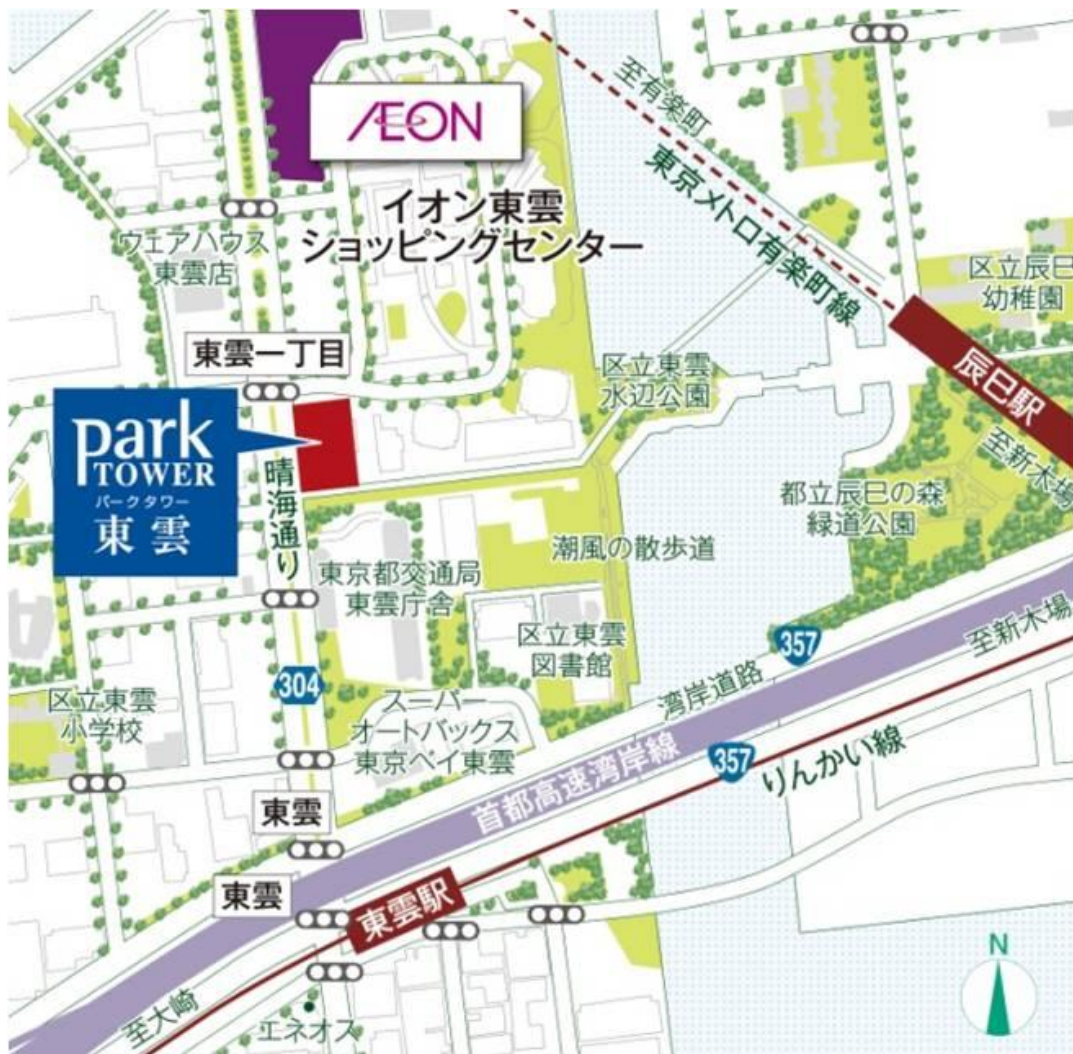 ÆON
イオン東雲
ショッピングセンター
至有楽町
東京メトロ有楽町線
ウェアハウス
東雲店
区立辰巳
幼稚園
東雲一丁目
区立東雲
水辺公園
辰巳駅
至新木場
park
TOWER
パークタワー
東雲
晴海通り
都立辰巳の森
緑道公園
潮風の散歩道
東京都交通局
東雲庁舎
区立東雲
図書館
357
至新木場
304
区立東雲
小学校
スーパー
オートバックス
東京ベイ東雲
湾岸道路
357
りんかい線
首都高速湾岸線
東雲
東雲
東雲駅
至大崎
エネオス
N